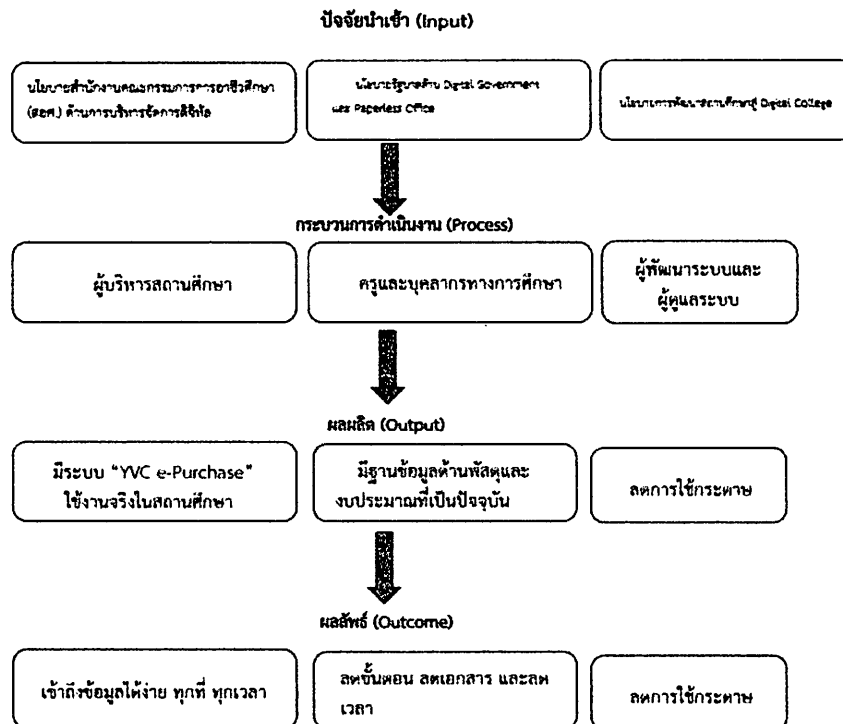 ปัจจัยนำเข้า (Input)
นโยบายสำนักงานคณะกรรมการการอาชีวศึกษา
(สอศ.) ด้านการบริหารจัดการดิจิทัล
นโยบายรัฐบาลด้าน Digital Government
และ Paperless Office
นโยบายการพัฒนาสถานศึกษาสู่ Digital College
กระบวนการดำเนินงาน (Process)
ผู้บริหารสถานศึกษา
ครูและบุคลากรทางการศึกษา
ผู้พัฒนาระบบและ
ผู้ดูแลระบบ
ผลผลิต (Output)
มีระบบ “YVC e-Purchase”
ใช้งานจริงในสถานศึกษา
มีฐานข้อมูลด้านพัสดุและ
งบประมาณที่เป็นปัจจุบัน
ลดการใช้กระดาษ
ผลลัพธ์ (Outcome)
เข้าถึงข้อมูลได้ง่าย ทุกที่ ทุกเวลา
ลดขั้นตอน ลดเอกสาร และลด
เวลา
ลดการใช้กระดาษ